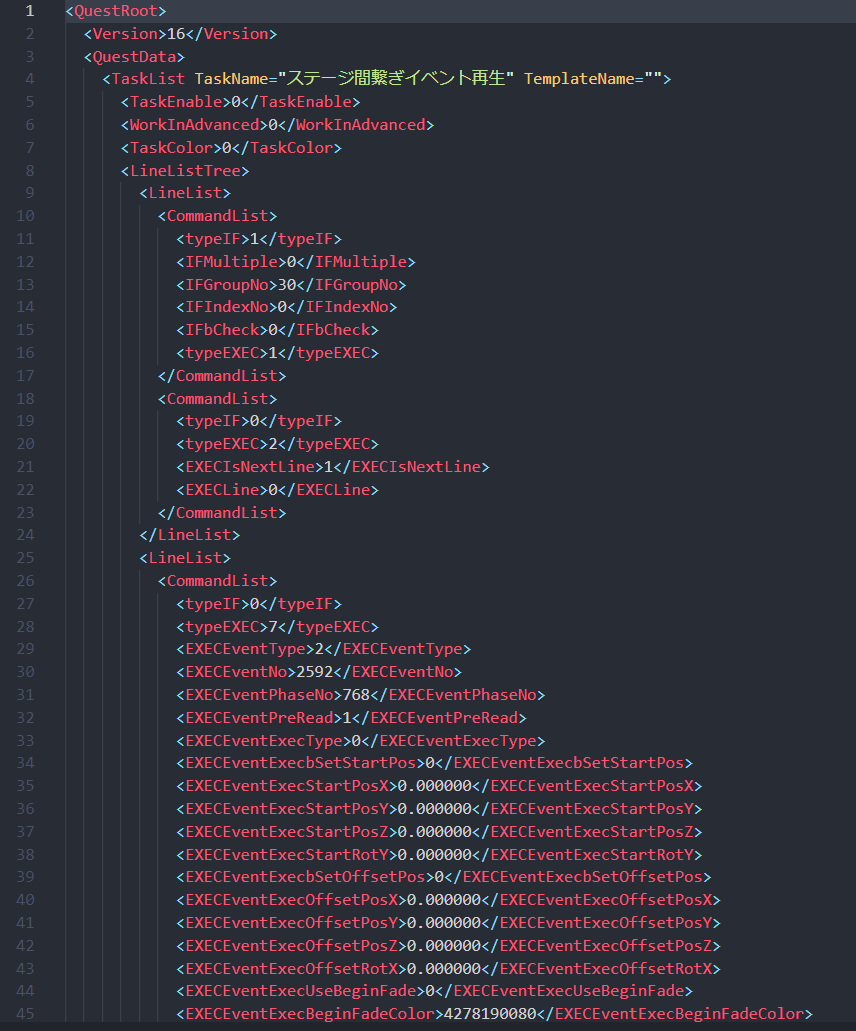 1 <QuestRoot>
2 <Version>16</Version>
3 <QuestData>
4 <TaskList TaskName="ステージ間繋ぎイベント再生" TemplateName="">
5 <TaskEnable>0</TaskEnable>
6 <WorkInAdvanced>0</WorkInAdvanced>
7 <TaskColor>0</TaskColor>
8 <LineListTree>
9 <LineList>
10 <CommandList>
11 <typeIF>1</typeIF>
12 <IFMultiple>0</IFMultiple>
13 <IFGroupNo>30</IFGroupNo>
14 <IFIndexNo>0</IFIndexNo>
15 <IFbCheck>0</IFbCheck>
16 <typeEXEC>1</typeEXEC>
17 </CommandList>
18 <CommandList>
19 <typeIF>0</typeIF>
20 <typeEXEC>2</typeEXEC>
21 <EXECIsNextLine>1</EXECIsNextLine>
22 <EXECLine>0</EXECLine>
23 </CommandList>
24 </LineList>
25 <LineList>
26 <CommandList>
27 <typeIF>0</typeIF>
28 <typeEXEC>7</typeEXEC>
29 <EXECEventType>2</EXECEventType>
30 <EXECEventNo>2592</EXECEventNo>
31 <EXECEventPhaseNo>768</EXECEventPhaseNo>
32 <EXECEventPreRead>1</EXECEventPreRead>
33 <EXECEventExecType>0</EXECEventExecType>
34 <EXECEventExecbSetStartPos>0</EXECEventExecbSetStartPos>
35 <EXECEventExecStartPosX>0.000000</EXECEventExecStartPosX>
36 <EXECEventExecStartPosY>0.000000</EXECEventExecStartPosY>
37 <EXECEventExecStartPosZ>0.000000</EXECEventExecStartPosZ>
38 <EXECEventExecStartRotY>0.000000</EXECEventExecStartRotY>
39 <EXECEventExecbSetOffsetPos>0</EXECEventExecbSetOffsetPos>
40 <EXECEventExecOffsetPosX>0.000000</EXECEventExecOffsetPosX>
41 <EXECEventExecOffsetPosY>0.000000</EXECEventExecOffsetPosY>
42 <EXECEventExecOffsetPosZ>0.000000</EXECEventExecOffsetPosZ>
43 <EXECEventExecOffsetRotX>0.000000</EXECEventExecOffsetRotX>
44 <EXECEventExecUseBeginFade>0</EXECEventExecUseBeginFade>
45 <EXECEventExecBeginFadeColor>4278190080</EXECEventExecBeginFadeColor>